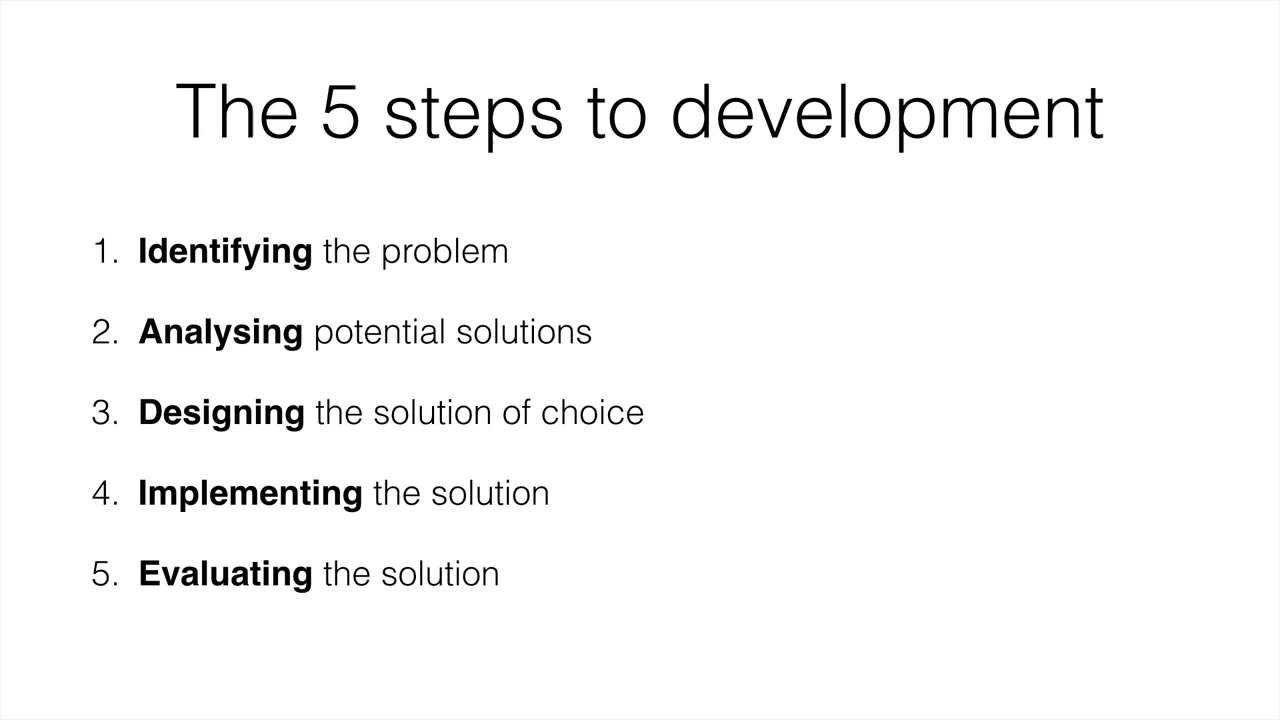 The 5 steps to development
1. Identifying the problem
2. Analysing potential solutions
3. Designing the solution of choice
4. Implementing the solution
5. Evaluating the solution